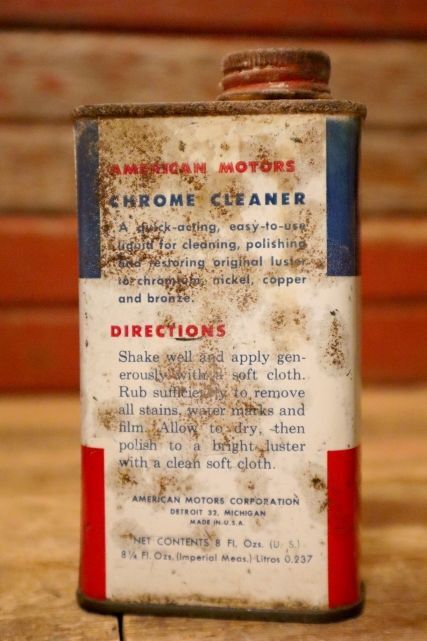 AMERICAN MOTORS
CHROME CLEANER
A quick-acting, easy-to-use
liquid for cleaning, polishing
and restoring original luster
to chromium, nickel, copper
and bronze.
DIRECTIONS
Shake well and apply gen-
erously with a soft cloth.
Rub sufficiently to remove
all stains, water marks and
film. Allow to dry, then
polish to a bright luster
with a clean soft cloth.
AMERICAN MOTORS CORPORATION
DETROIT 32, MICHIGAN
MADE IN U.S.A.
NET CONTENTS 8 Fl. Ozs. (U. S.)
8¼ Fl. Ozs. (Imperial Meas.) Litros 0.237